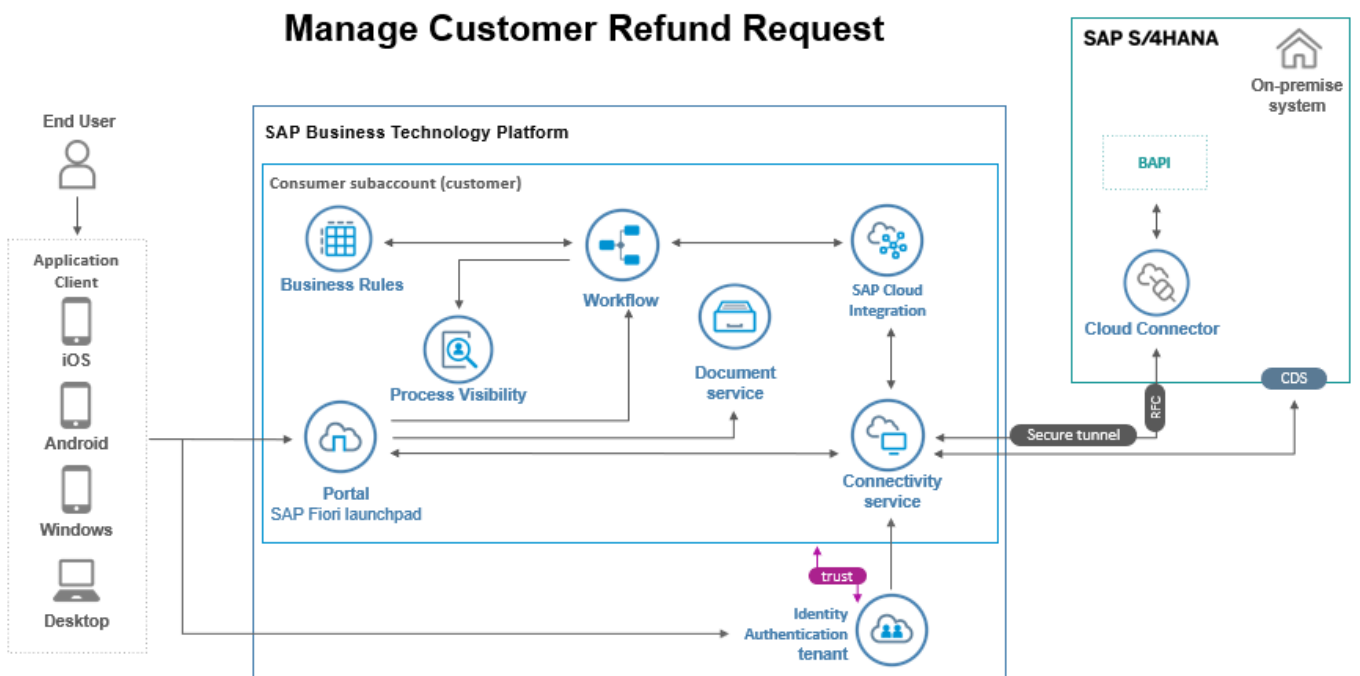 Manage Customer Refund Request
SAP S/4HANA
On-premise
system
End User
SAP Business Technology Platform
BAPI
Consumer subaccount (customer)
Application
Client
Business Rules
Workflow
SAP Cloud
Integration
Cloud Connector
iOS
Process Visibility
Document
service
CDS
RFC
Android
Secure tunnel
Portal
SAP Fiori launchpad
Connectivity
service
Windows
trust
Desktop
Identity
Authentication
tenant